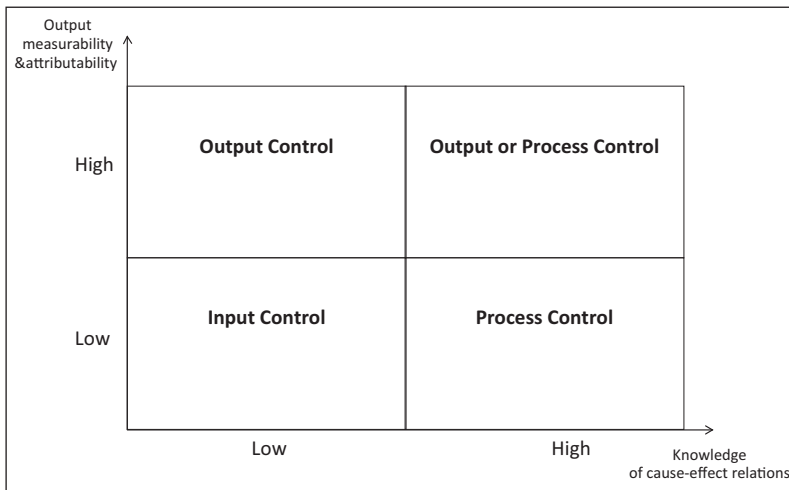 Output
measurability
&attributability
High
Output Control
Output or Process Control
Low
Input Control
Process Control
Low
High
Knowledge
of cause-effect relations